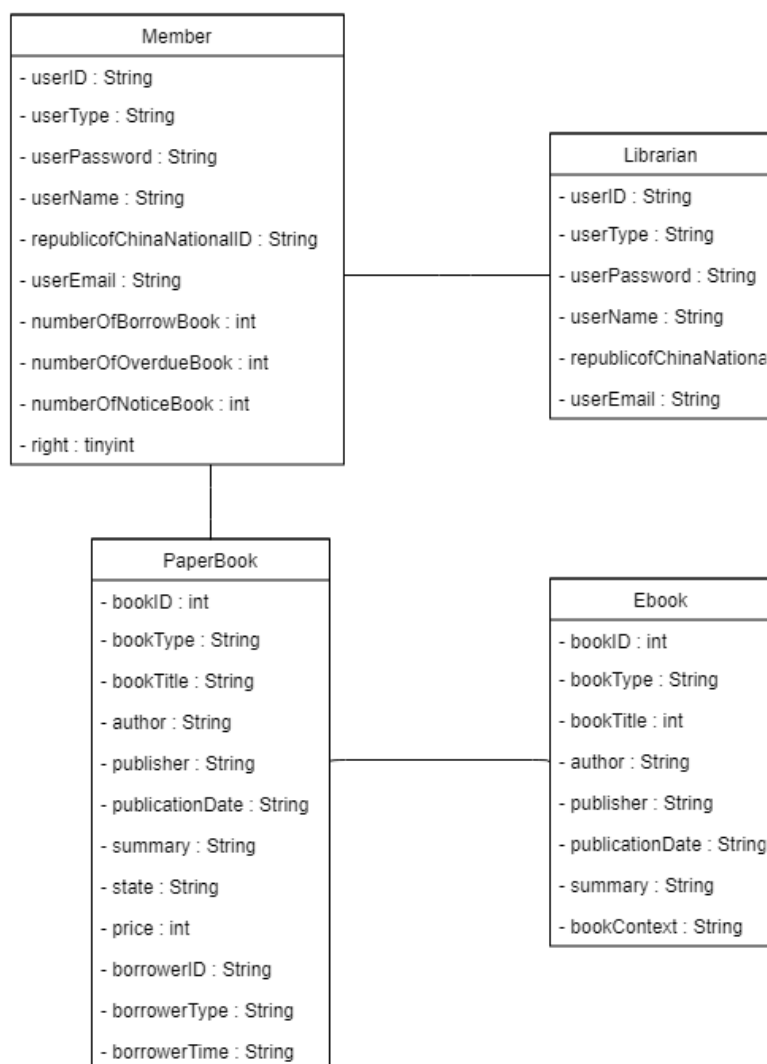 Member
- userID : String
- userType : String
- userPassword : String
- userName : String
- republicofChinaNationalID : String
- userEmail : String
- numberOfBorrowBook : int
- numberOfOverdueBook : int
- numberOfNoticeBook : int
- right : tinyint
Librarian
- userID : String
- userType : String
- userPassword : String
- userName : String
- republicofChinaNationa
- userEmail : String
PaperBook
- bookID : int
- bookType : String
- bookTitle : String
- author : String
- publisher : String
- publicationDate : String
- summary : String
- state : String
- price : int
- borrowerID : String
- borrowerType : String
- borrowerTime : String
Ebook
- bookID : int
- bookType : String
- bookTitle : int
- author : String
- publisher : String
- publicationDate : String
- summary : String
- bookContext : String